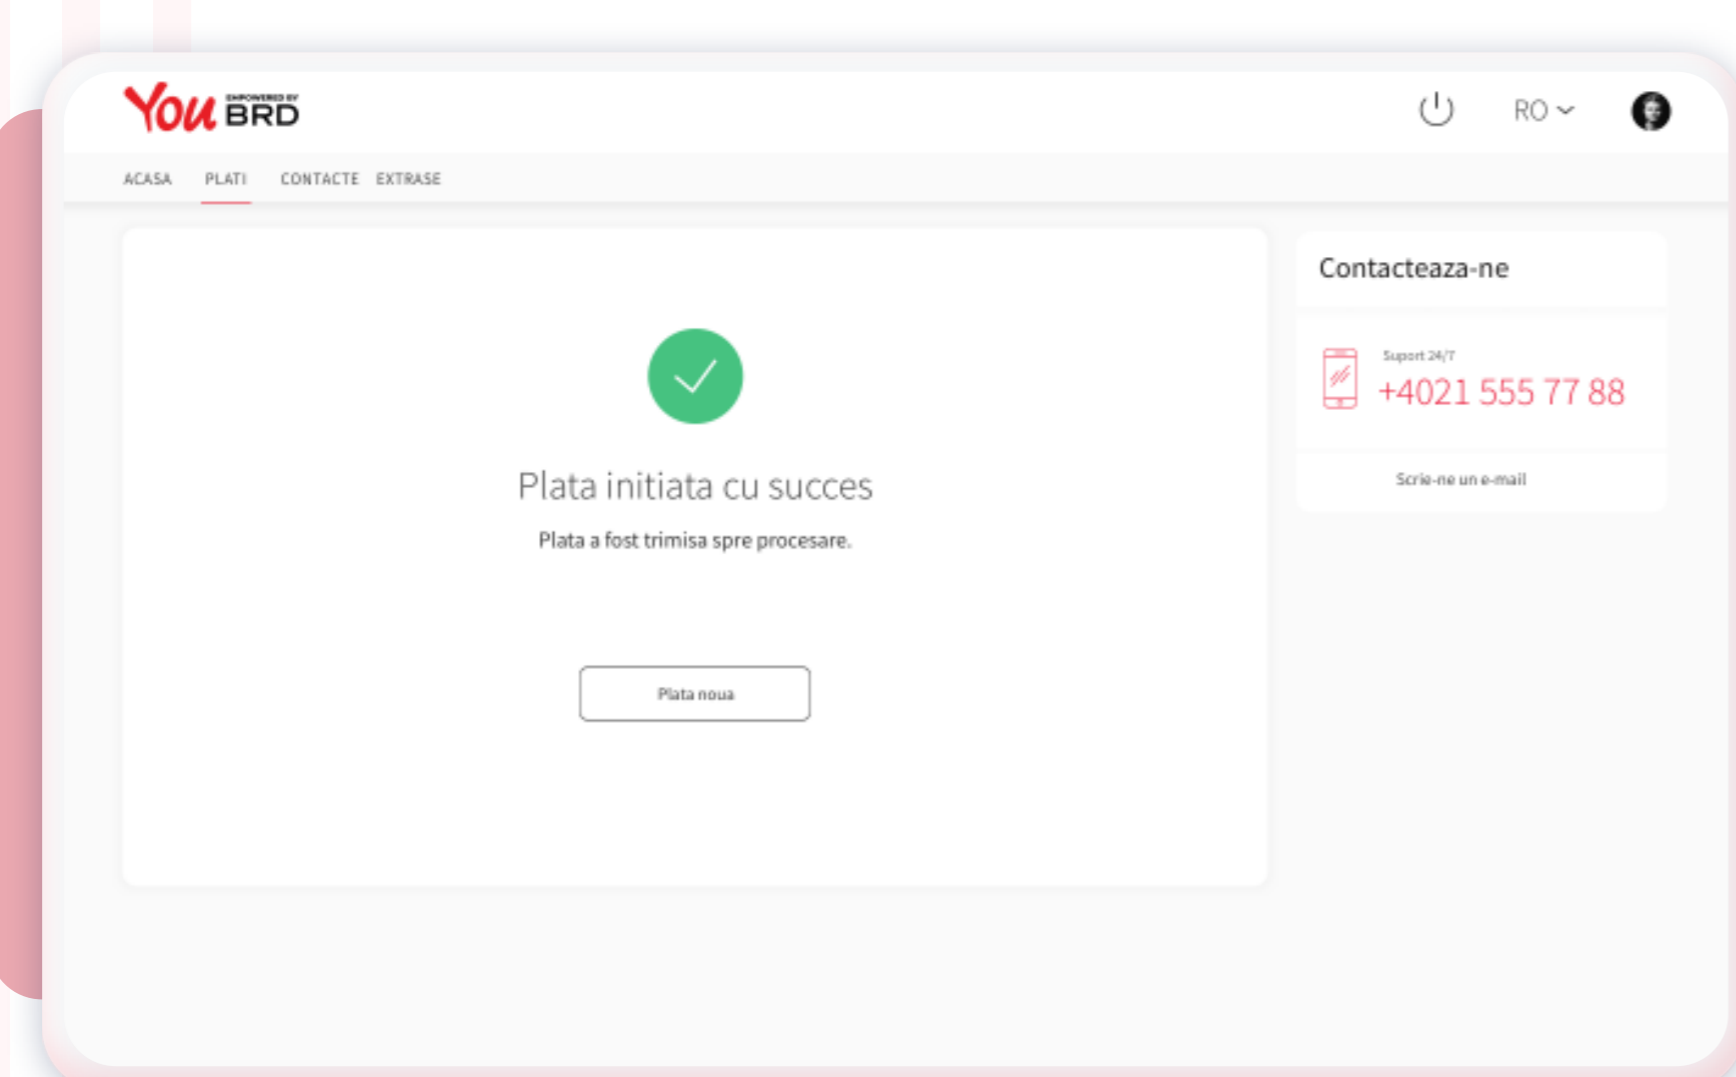 You EMPOWERED BY BRD
RO
ACASA PLATI CONTACTE EXTRASE
Plata initiata cu succes
Plata a fost trimisa spre procesare.
Plata noua
Contacteaza-ne
Suport 24/7
+4021 555 77 88
Scrie-ne un e-mail